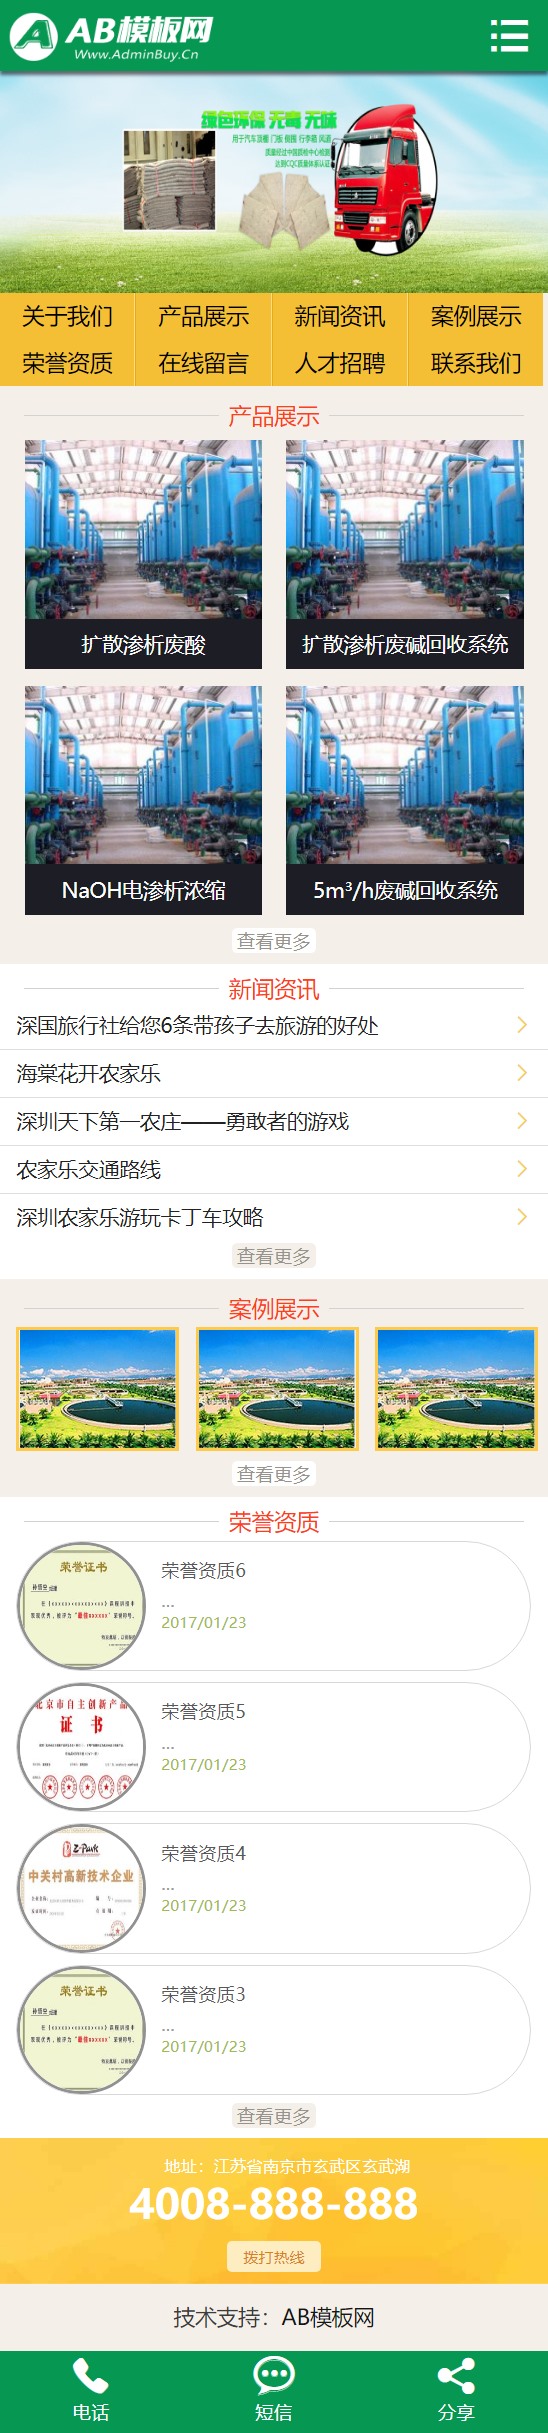 AB模板网
Www.AdminBuy.Cn
绿色环保 无毒 无味
用于汽车顶棚 门板 侧围 行李箱 风道
质量经过中国质检中心检测
达到CQC质量体系认证
关于我们 产品展示 新闻资讯 案例展示
荣誉资质 在线留言 人才招聘 联系我们
产品展示
扩散渗析废酸 扩散渗析废碱回收系统
NaOH电渗析浓缩 5m³/h废碱回收系统
查看更多
新闻资讯
深国旅行社给您6条带孩子去旅游的好处
海棠花开农家乐
深圳天下第一农庄——勇敢者的游戏
农家乐交通路线
深圳农家乐游玩卡丁车攻略
查看更多
案例展示
查看更多
荣誉资质
荣誉证书
荣誉资质6
...
2017/01/23
北京市自主创新产品
证 书
荣誉资质5
...
2017/01/23
Z-Park
中关村高新技术企业
荣誉资质4
...
2017/01/23
荣誉证书
荣誉资质3
...
2017/01/23
查看更多
地址：江苏省南京市玄武区玄武湖
4008-888-888
拨打热线
技术支持：AB模板网
电话 短信 分享